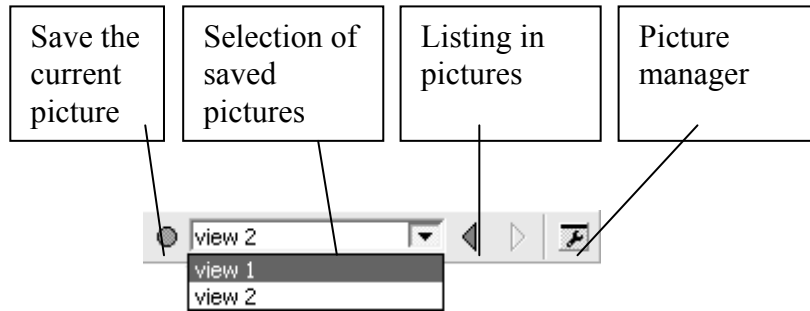 Save the
current
picture
Selection of
saved
pictures
Listing in
pictures
Picture
manager
view 2
view 1
view 2